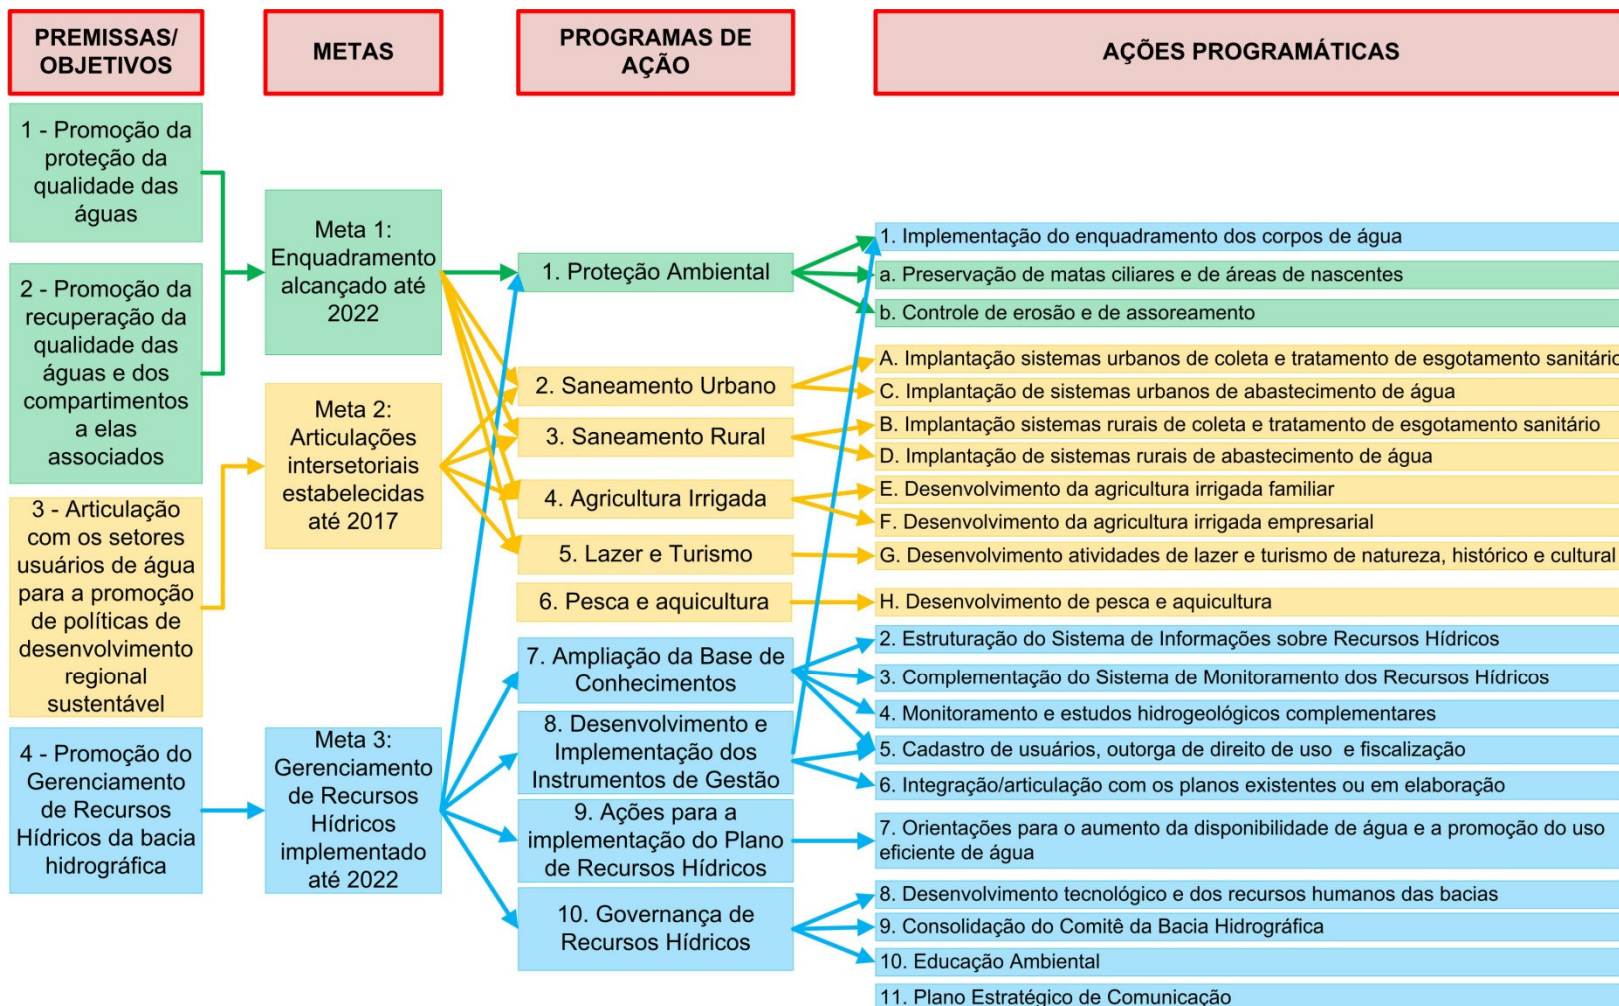 PREMISSAS/
OBJETIVOS
METAS
PROGRAMAS DE
AÇÃO
AÇÕES PROGRAMÁTICAS
1 - Promoção da
proteção da
qualidade das
águas
2 - Promoção da
recuperação da
qualidade das
águas e dos
compartimentos
a elas
associados
3 - Articulação
com os setores
usuários de água
para a promoção
de políticas de
desenvolvimento
regional
sustentável
4 - Promoção do
Gerenciamento
de Recursos
Hídricos da bacia
hidrográfica
Meta 1:
Enquadramento
alcançado até
2022
Meta 2:
Articulações
intersetoriais
estabelecidas
até 2017
Meta 3:
Gerenciamento
de Recursos
Hídricos
implementado
até 2022
1. Proteção Ambiental
2. Saneamento Urbano
3. Saneamento Rural
4. Agricultura Irrigada
5. Lazer e Turismo
6. Pesca e aquicultura
7. Ampliação da Base de
Conhecimentos
8. Desenvolvimento e
Implementação dos
Instrumentos de Gestão
9. Ações para a
implementação do Plano
de Recursos Hídricos
10. Governança de
Recursos Hídricos
1. Implementação do enquadramento dos corpos de água
a. Preservação de matas ciliares e de áreas de nascentes
b. Controle de erosão e de assoreamento
A. Implantação sistemas urbanos de coleta e tratamento de esgotamento sanitário
C. Implantação de sistemas urbanos de abastecimento de água
B. Implantação sistemas rurais de coleta e tratamento de esgotamento sanitário
D. Implantação de sistemas rurais de abastecimento de água
E. Desenvolvimento da agricultura irrigada familiar
F. Desenvolvimento da agricultura irrigada empresarial
G. Desenvolvimento atividades de lazer e turismo de natureza, histórico e cultural
H. Desenvolvimento de pesca e aquicultura
2. Estruturação do Sistema de Informações sobre Recursos Hídricos
3. Complementação do Sistema de Monitoramento dos Recursos Hídricos
4. Monitoramento e estudos hidrogeológicos complementares
5. Cadastro de usuários, outorga de direito de uso e fiscalização
6. Integração/articulação com os planos existentes ou em elaboração
7. Orientações para o aumento da disponibilidade de água e a promoção do uso
eficiente de água
8. Desenvolvimento tecnológico e dos recursos humanos das bacias
9. Consolidação do Comitê da Bacia Hidrográfica
10. Educação Ambiental
11. Plano Estratégico de Comunicação